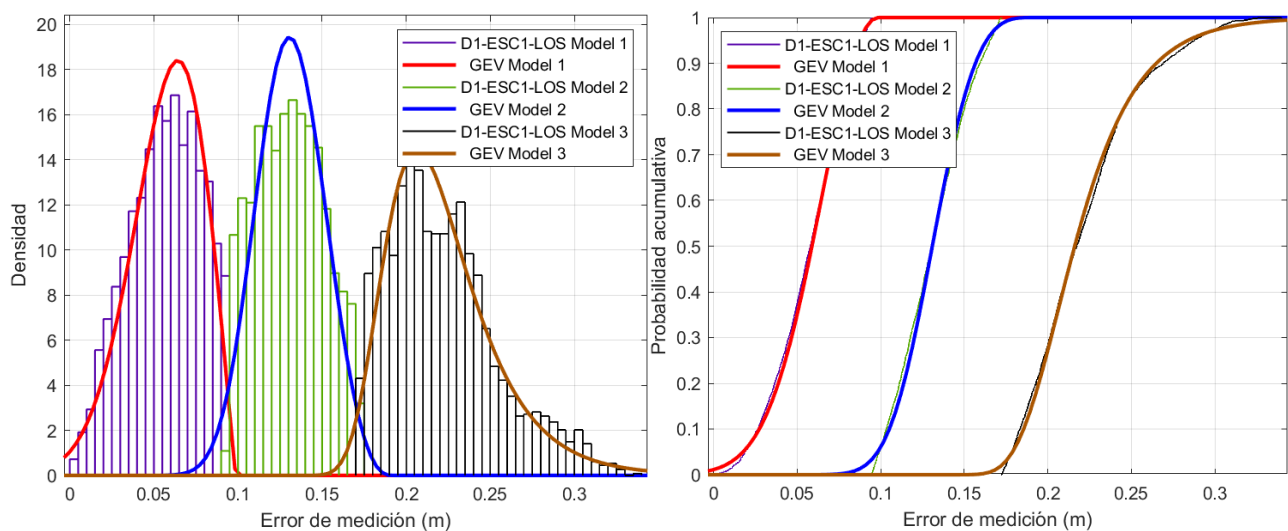 20
18
16
14
12
10
8
6
4
2
0
Densidad
0
0.05
0.1
0.15
0.2
0.25
0.3
Error de medición (m)
D1-ESC1-LOS Model 1
GEV Model 1
D1-ESC1-LOS Model 2
GEV Model 2
D1-ESC1-LOS Model 3
GEV Model 3
1
0.9
0.8
0.7
0.6
0.5
0.4
0.3
0.2
0.1
0
Probabilidad acumulativa
0
0.05
0.1
0.15
0.2
0.25
0.3
Error de medición (m)
D1-ESC1-LOS Model 1
GEV Model 1
D1-ESC1-LOS Model 2
GEV Model 2
D1-ESC1-LOS Model 3
GEV Model 3